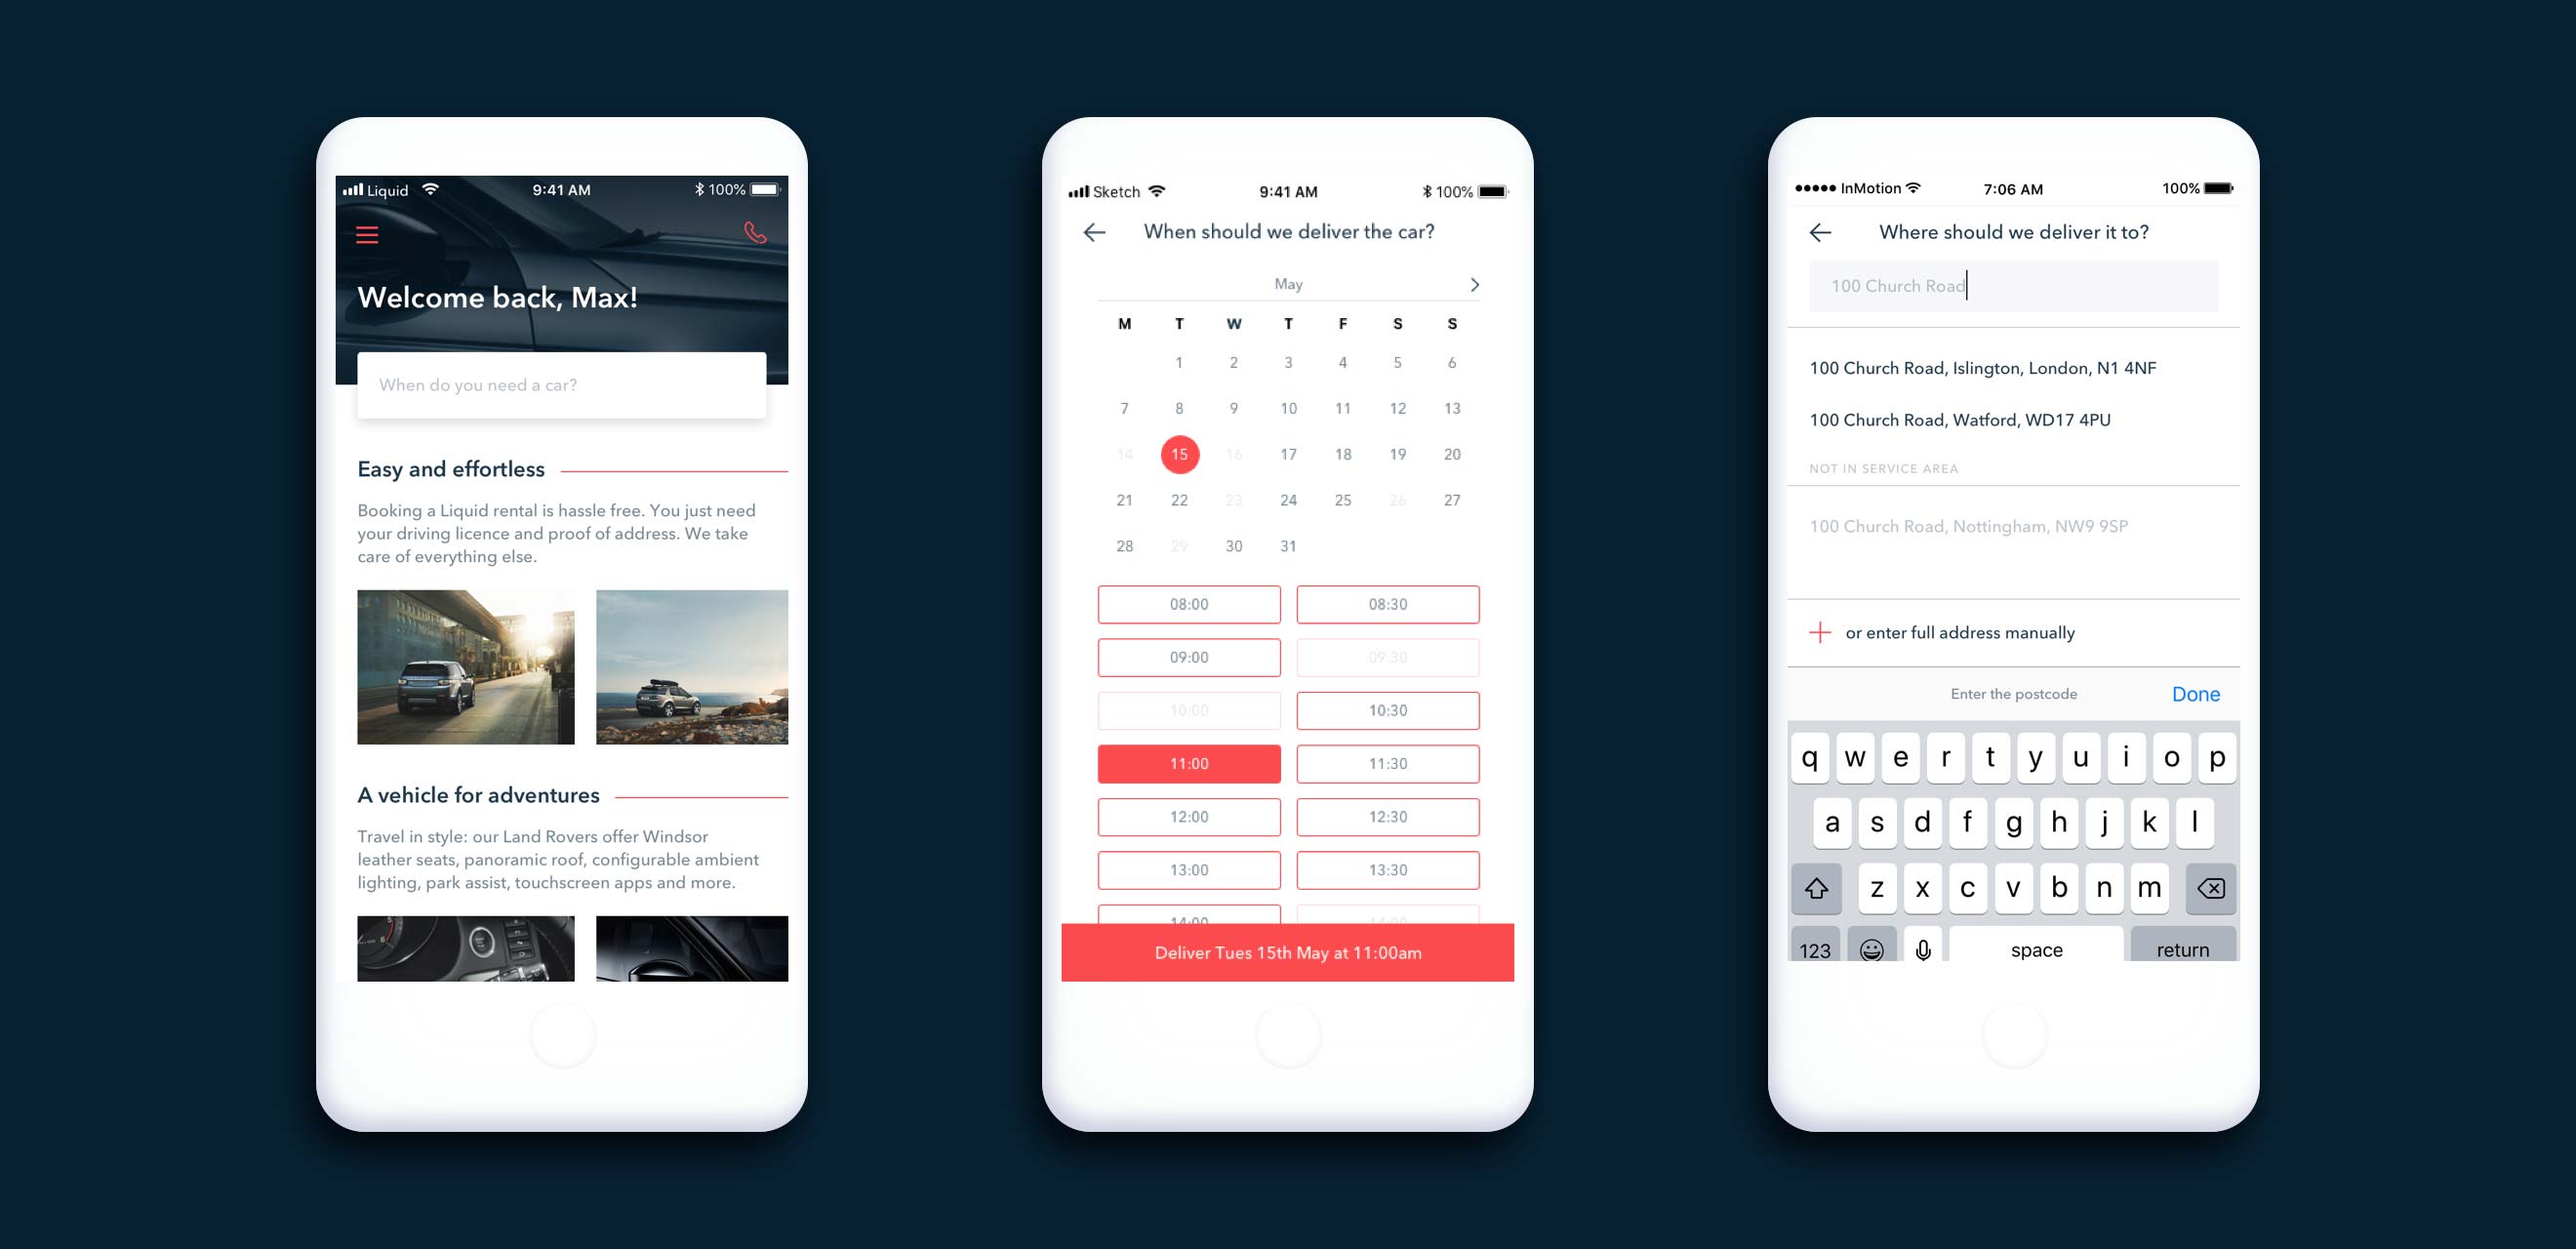 Liquid 9:41 AM 100%
Welcome back, Max!
When do you need a car?
Easy and effortless
Booking a Liquid rental is hassle free. You just need
your driving licence and proof of address. We take
care of everything else.
A vehicle for adventures
Travel in style: our Land Rovers offer Windsor
leather seats, panoramic roof, configurable ambient
lighting, park assist, touchscreen apps and more.
Sketch 9:41 AM 100%
When should we deliver the car?
May
M T W T F S S
1 2 3 4 5 6
7 8 9 10 11 12 13
14 15 16 17 18 19 20
21 22 23 24 25 26 27
28 29 30 31
08:00 08:30
09:00 09:30
10:00 10:30
11:00 11:30
12:00 12:30
13:00 13:30
14:00 14:00
Deliver Tues 15th May at 11:00am
InMotion 7:06 AM 100%
Where should we deliver it to?
100 Church Road
100 Church Road, Islington, London, N1 4NF
100 Church Road, Watford, WD17 4PU
NOT IN SERVICE AREA
100 Church Road, Nottingham, NW9 9SP
or enter full address manually
Enter the postcode Done
q w e r t y u i o p
a s d f g h j k l
z x c v b n m
123 space return